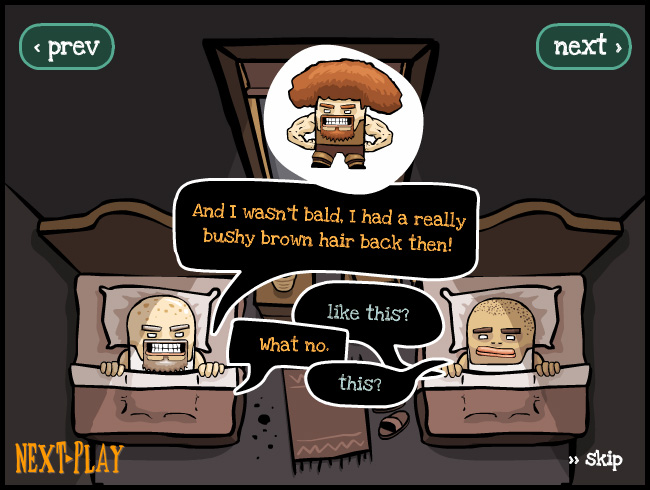 ‹ prev
next ›
And I wasn't bald, I had a really
bushy brown hair back then!
like this?
What no.
this?
NEXT PLAY
›› skip